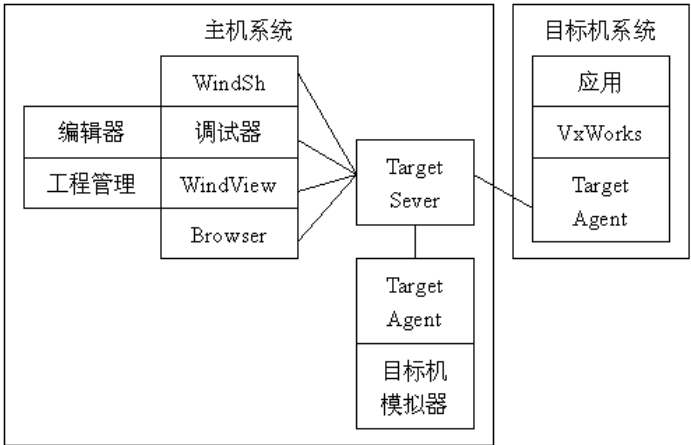 主机系统
目标机系统
WindSh
编辑器
调试器
工程管理
WindView
Browser
Target
Sever
Target
Agent
目标机
模拟器
应用
VxWorks
Target
Agent